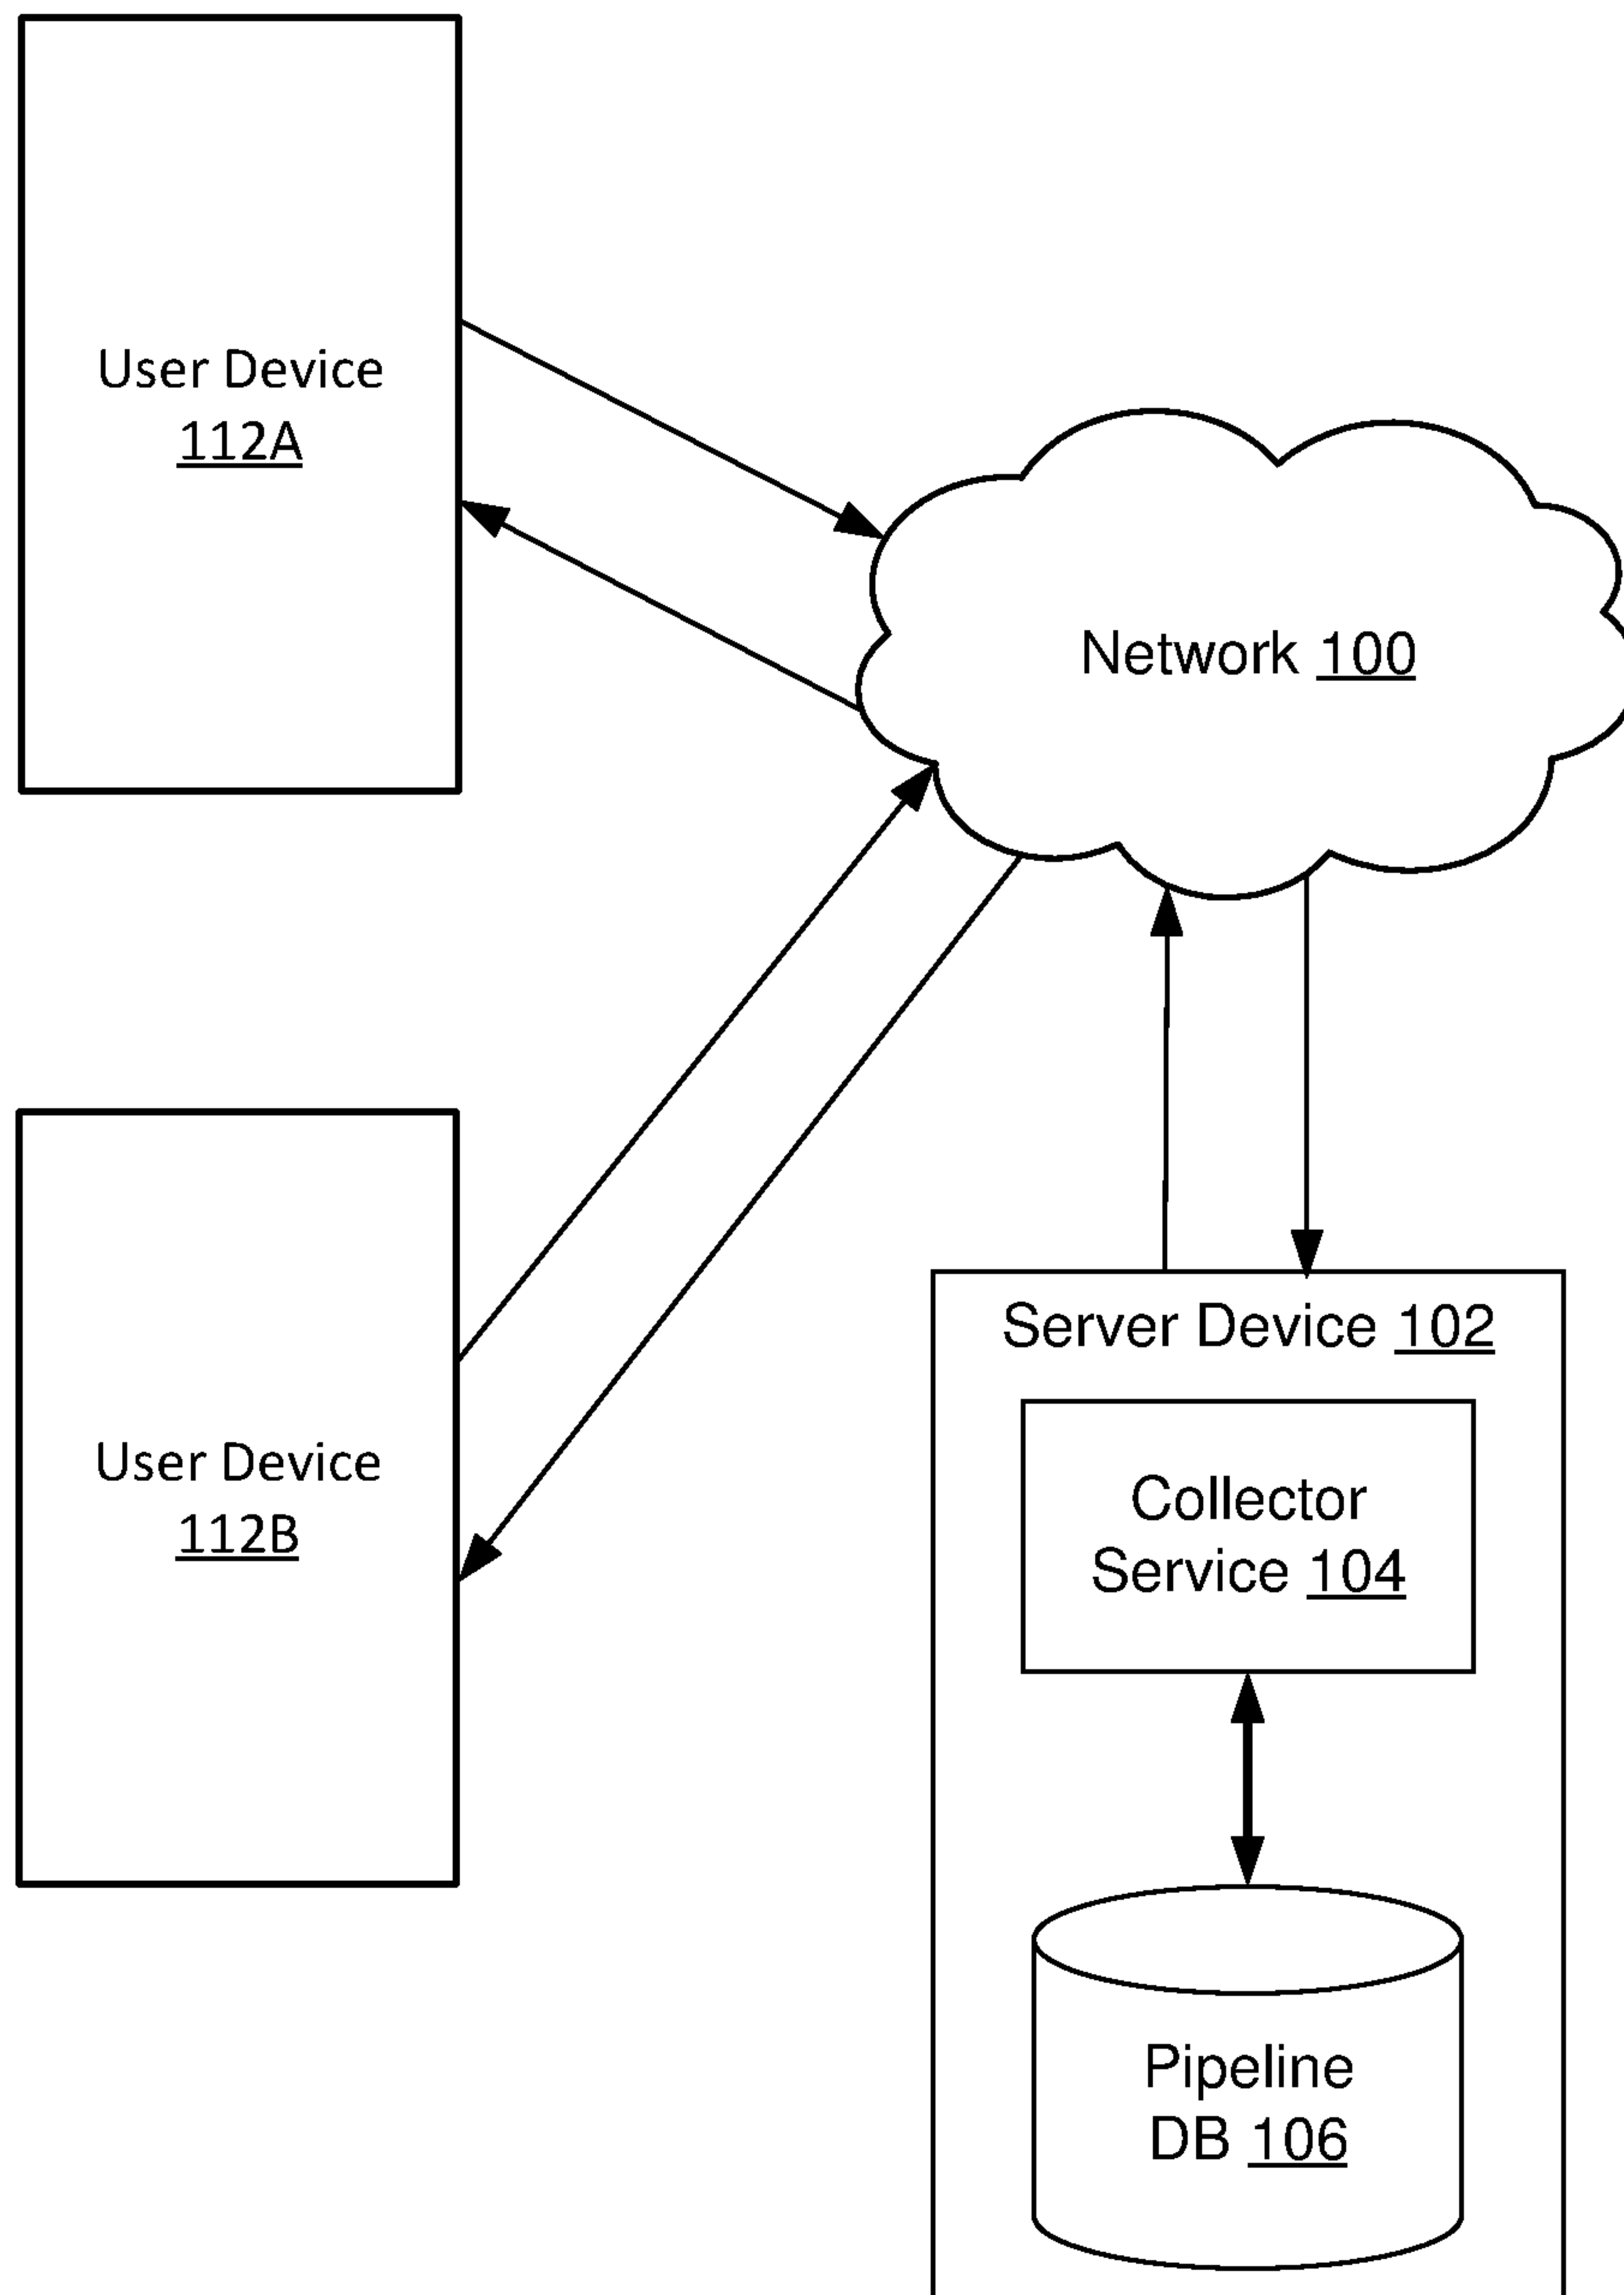 User Device
112A
Network 100
User Device
112B
Server Device 102
Collector
Service 104
Pipeline
DB 106